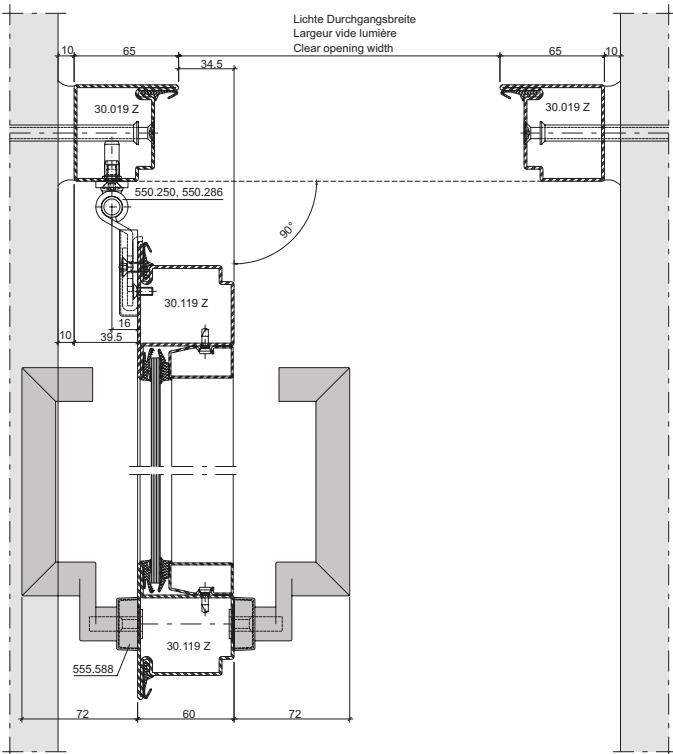 Lichte Durchgangsbreite
Largeur vide lumière
Clear opening width
10
65
65
10
34.5
30.019 Z
30.019 Z
550.250, 550.286
90°
30.119 Z
16
10
39.5
30.119 Z
555.588
72
60
72